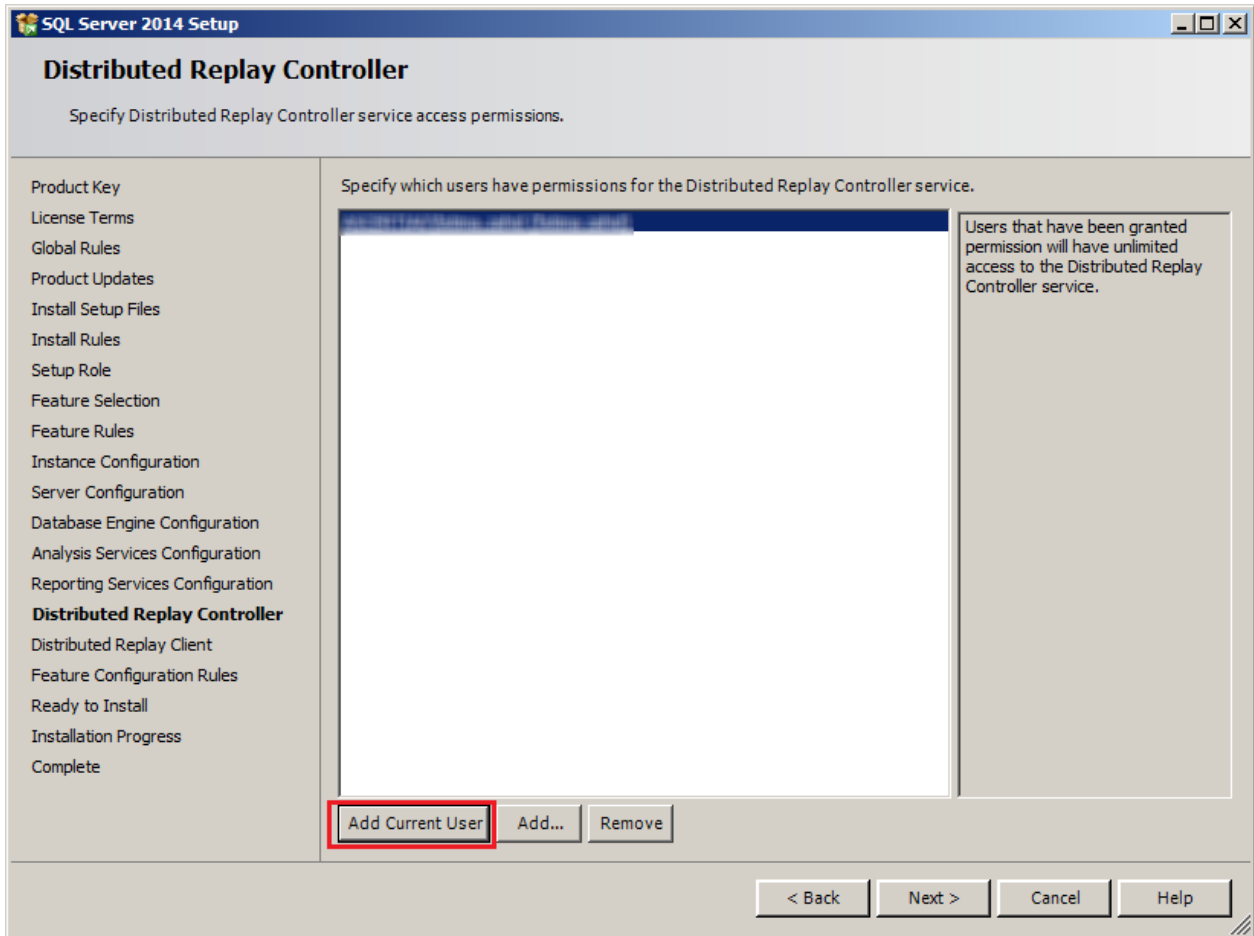 SQL Server 2014 Setup
Distributed Replay Controller
Specify Distributed Replay Controller service access permissions.
Product Key
License Terms
Global Rules
Product Updates
Install Setup Files
Install Rules
Setup Role
Feature Selection
Feature Rules
Instance Configuration
Server Configuration
Database Engine Configuration
Analysis Services Configuration
Reporting Services Configuration
Distributed Replay Controller
Distributed Replay Client
Feature Configuration Rules
Ready to Install
Installation Progress
Complete
Specify which users have permissions for the Distributed Replay Controller service.
Users that have been granted
permission will have unlimited
access to the Distributed Replay
Controller service.
Add Current User Add... Remove
< Back Next > Cancel Help